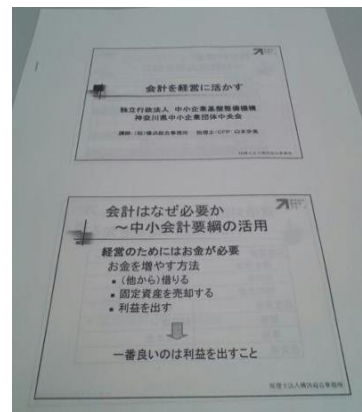 会計を経営に活かす
独立行政法人 中小企業基盤整備機構
神奈川県中小企業団体中央会
会計はなぜ必要か
～中小会計要綱の活用
経営のためにはお金が必要
お金を増やす方法
▪ (他から)借りる
▪ 固定資産を売却する
▪ 利益を出す
一番良いのは利益を出すこと